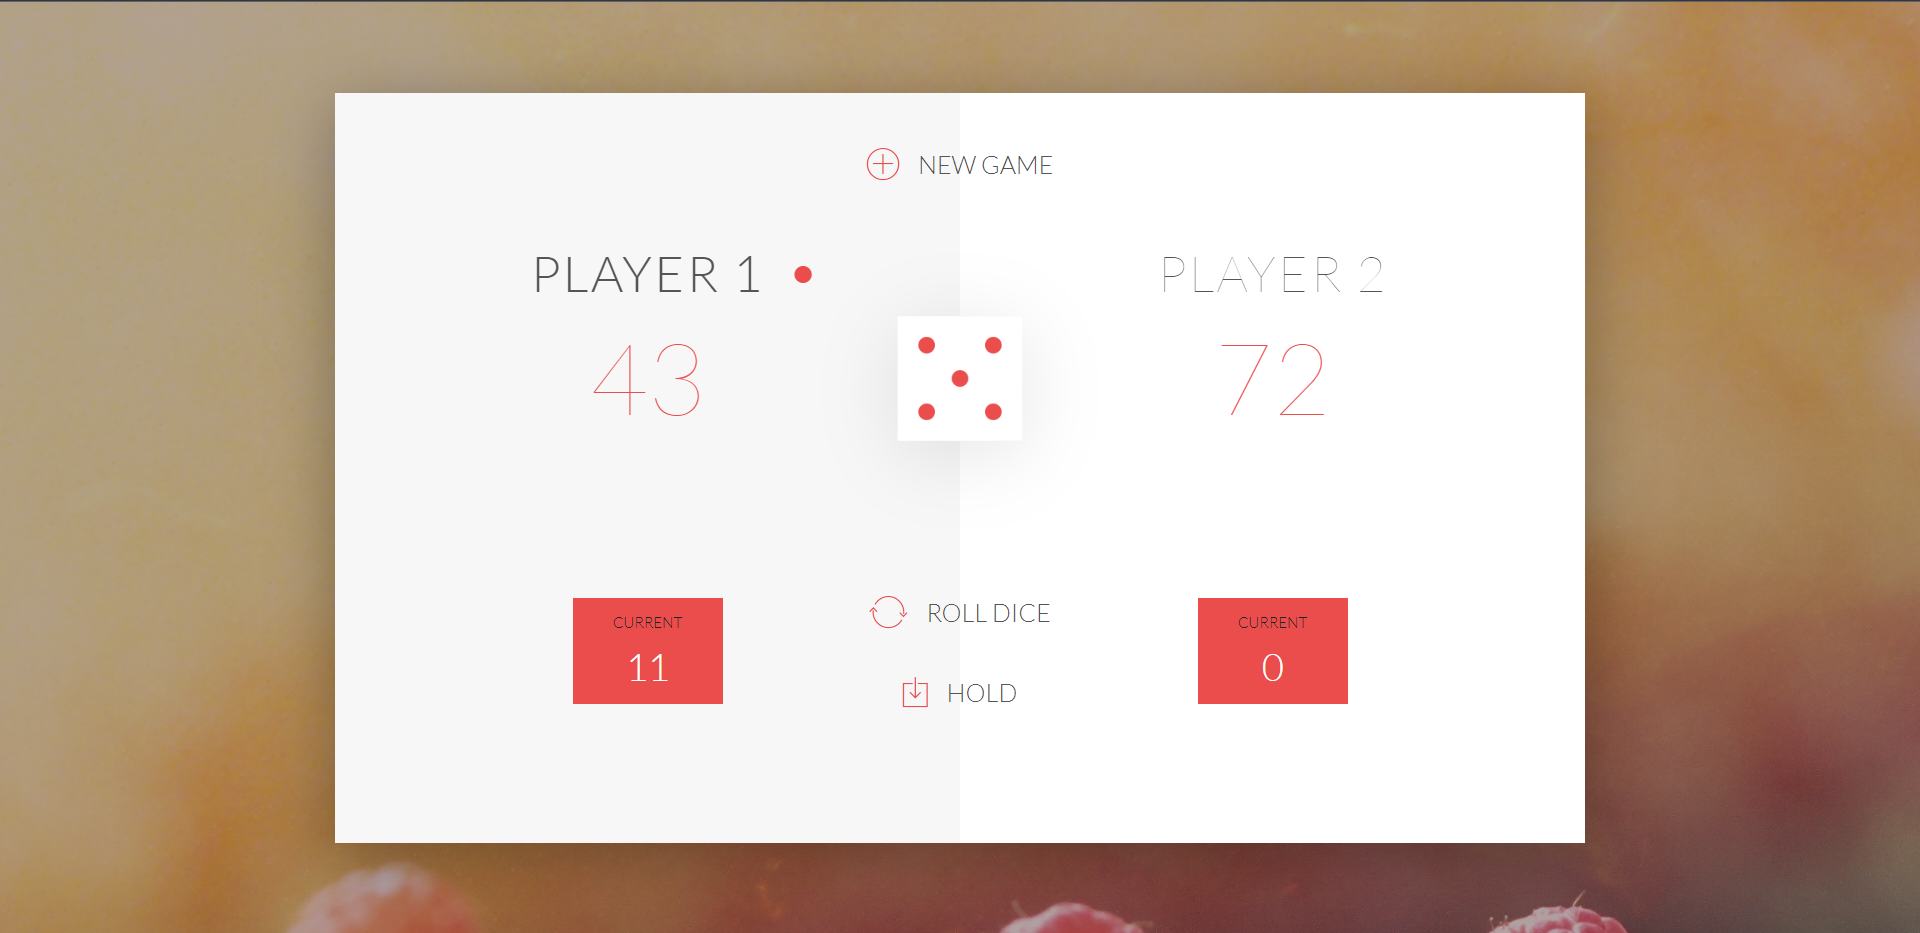 NEW GAME
PLAYER 1
43
PLAYER 2
72
CURRENT
11
ROLL DICE
HOLD
CURRENT
0